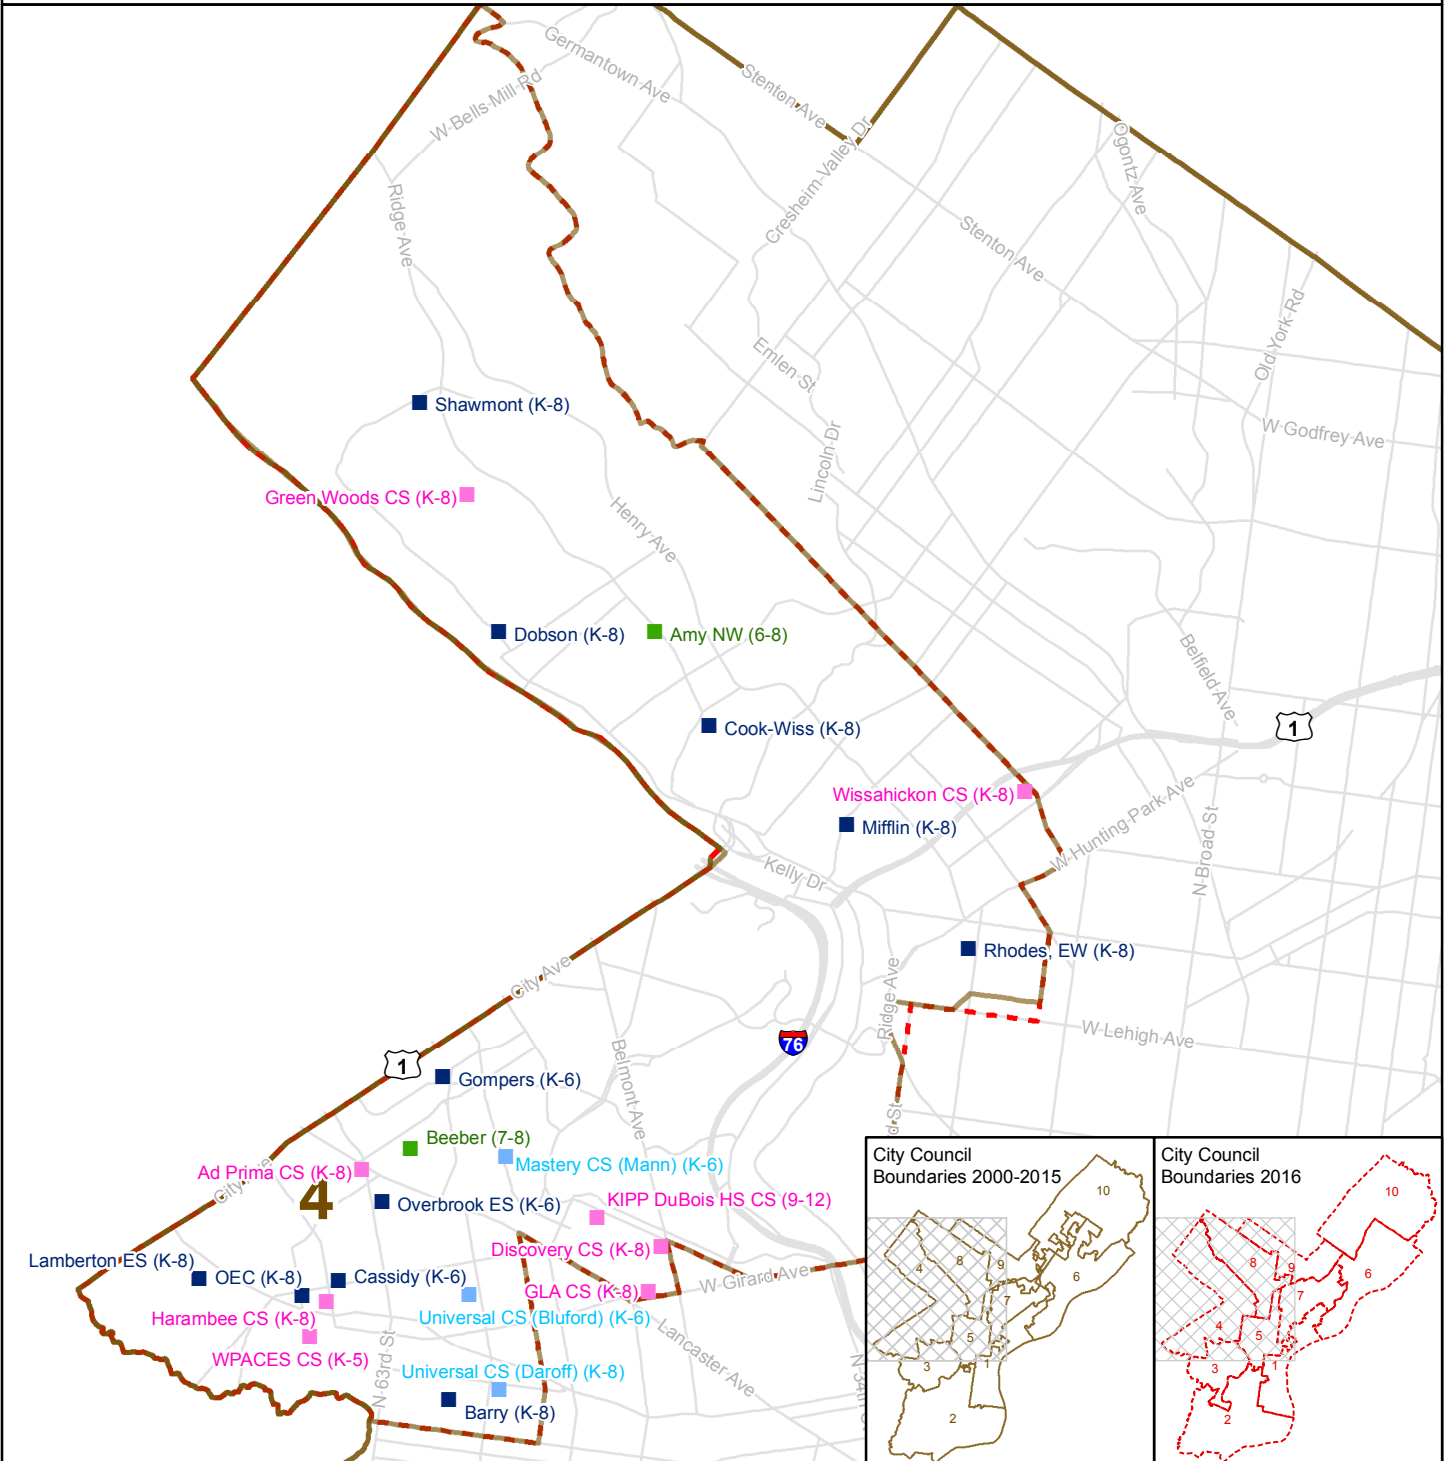 Germantown Ave
Stenton Ave
W Bells Mill Rd
Cresheim Valley Dr
Ogontz Ave
Ridge Ave
Stenton Ave
Old York Rd
Emlen St
Shawmont (K-8)
Lincoln Dr
W Godfrey Ave
Green Woods CS (K-8)
Henry Ave
Dobson (K-8)
Amy NW (6-8)
Belfield Ave
Cook-Wiss (K-8)
1
Wissahickon CS (K-8)
W Hunting Park Ave
Mifflin (K-8)
N Broad St
Kelly Dr
Rhodes, EW (K-8)
City Ave
Ridge Ave
W Lehigh Ave
76
1
Belmont Ave
Gompers (K-6)
d St
Beeber (7-8)
Mastery CS (Mann) (K-6)
Ad Prima CS (K-8)
City
e
4
Overbrook ES (K-6)
KIPP DuBois HS CS (9-12)
Discovery CS (K-8)
Lamberton ES (K-8)
OEC (K-8)
Cassidy (K-6)
W Girard Ave
GLA CS (K-8)
Harambee CS (K-8)
Universal CS (Bluford) (K-6)
WPACES CS (K-5)
N 63rd St
Lancaster Ave
Universal CS (Daroff) (K-8)
N 34th
Barry (K-8)
City Council
Boundaries 2000-2015
10
8
9
4
6
7
5
3
1
2
City Council
Boundaries 2016
10
8
9
6
7
4
5
3
1
2